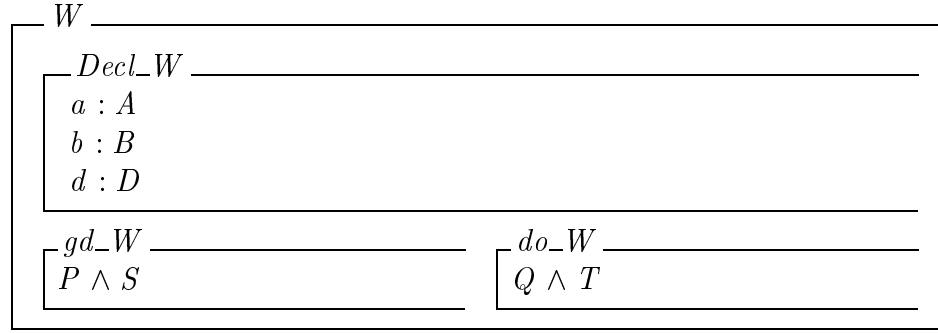 W
Decl_W
a : A
b : B
d : D
gd_W
P ∧ S
do_W
Q ∧ T